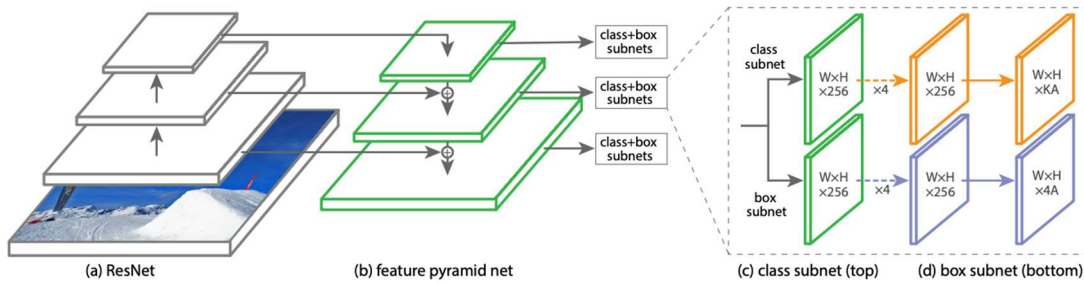 class+box
subnets
class+box
subnets
class+box
subnets
class
subnet
W×H
×256
×4
W×H
×256
W×H
×KA
box
subnet
W×H
×256
×4
W×H
×256
W×H
×4A
(a) ResNet
(b) feature pyramid net
(c) class subnet (top)
(d) box subnet (bottom)